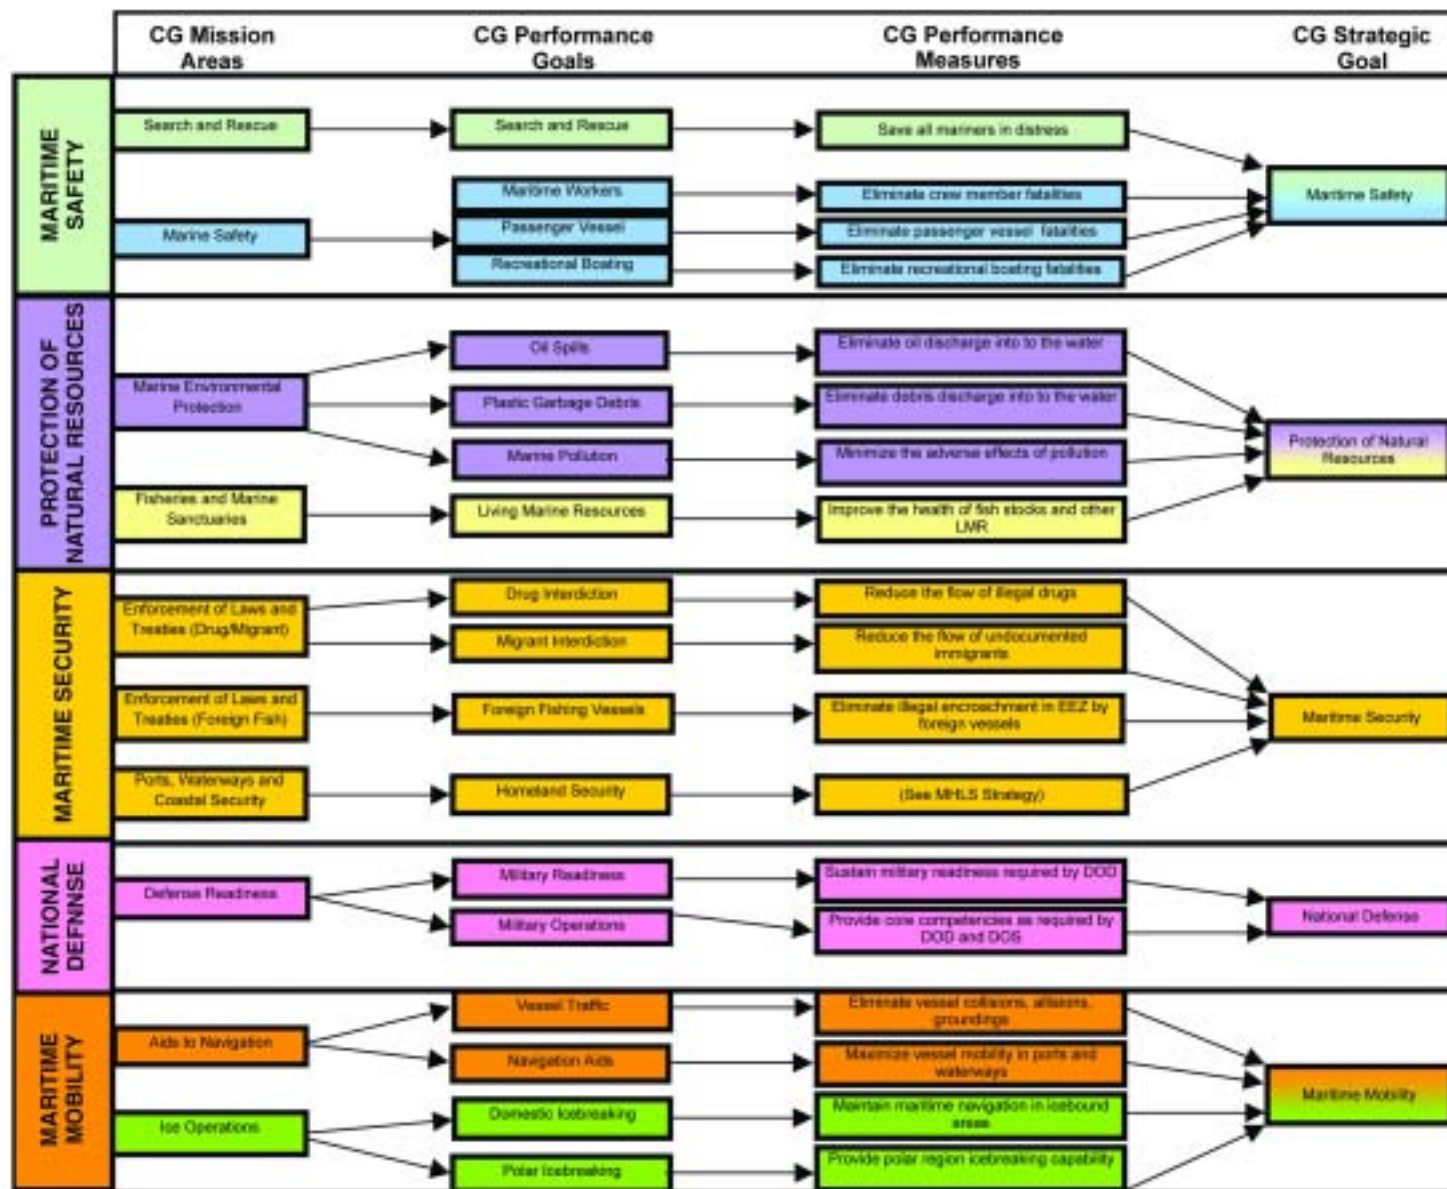 CG Mission
Areas
CG Performance
Goals
CG Performance
Measures
CG Strategic
Goal
MARITIME
SAFETY
Search and Rescue
Search and Rescue
Save all mariners in distress
Marine Safety
Maritime Workers
Eliminate crew member fatalities
Passenger Vessel
Eliminate passenger vessel fatalities
Recreational Boating
Eliminate recreational boating fatalities
Maritime Safety
PROTECTION OF
NATURAL RESOURCES
Marine Environmental
Protection
Oil Spills
Eliminate oil discharge into to the water
Plastic Garbage Debris
Eliminate debris discharge into to the water
Marine Pollution
Minimize the adverse effects of pollution
Fisheries and Marine
Sanctuaries
Living Marine Resources
Improve the health of fish stocks and other
LMR
Protection of Natural
Resources
MARITIME SECURITY
Enforcement of Laws and
Treaties (Drug/Migrant)
Drug Interdiction
Reduce the flow of illegal drugs
Migrant Interdiction
Reduce the flow of undocumented
immigrants
Enforcement of Laws and
Treaties (Foreign Fish)
Foreign Fishing Vessels
Eliminate illegal encroachment in EEZ by
foreign vessels
Ports, Waterways and
Coastal Security
Homeland Security
(See MHLS Strategy)
Maritime Security
NATIONAL
DEFINNSE
Defense Readiness
Military Readiness
Sustain military readiness required by DOD
Military Operations
Provide core competencies as required by
DOD and DOS
National Defense
MARITIME
MOBILITY
Aids to Navigation
Vessel Traffic
Eliminate vessel collisions, allisions,
groundings
Navigation Aids
Maximize vessel mobility in ports and
waterways
Ice Operations
Domestic Icebreaking
Maintain maritime navigation in icebound
areas
Polar Icebreaking
Provide polar region icebreaking capability
Maritime Mobility